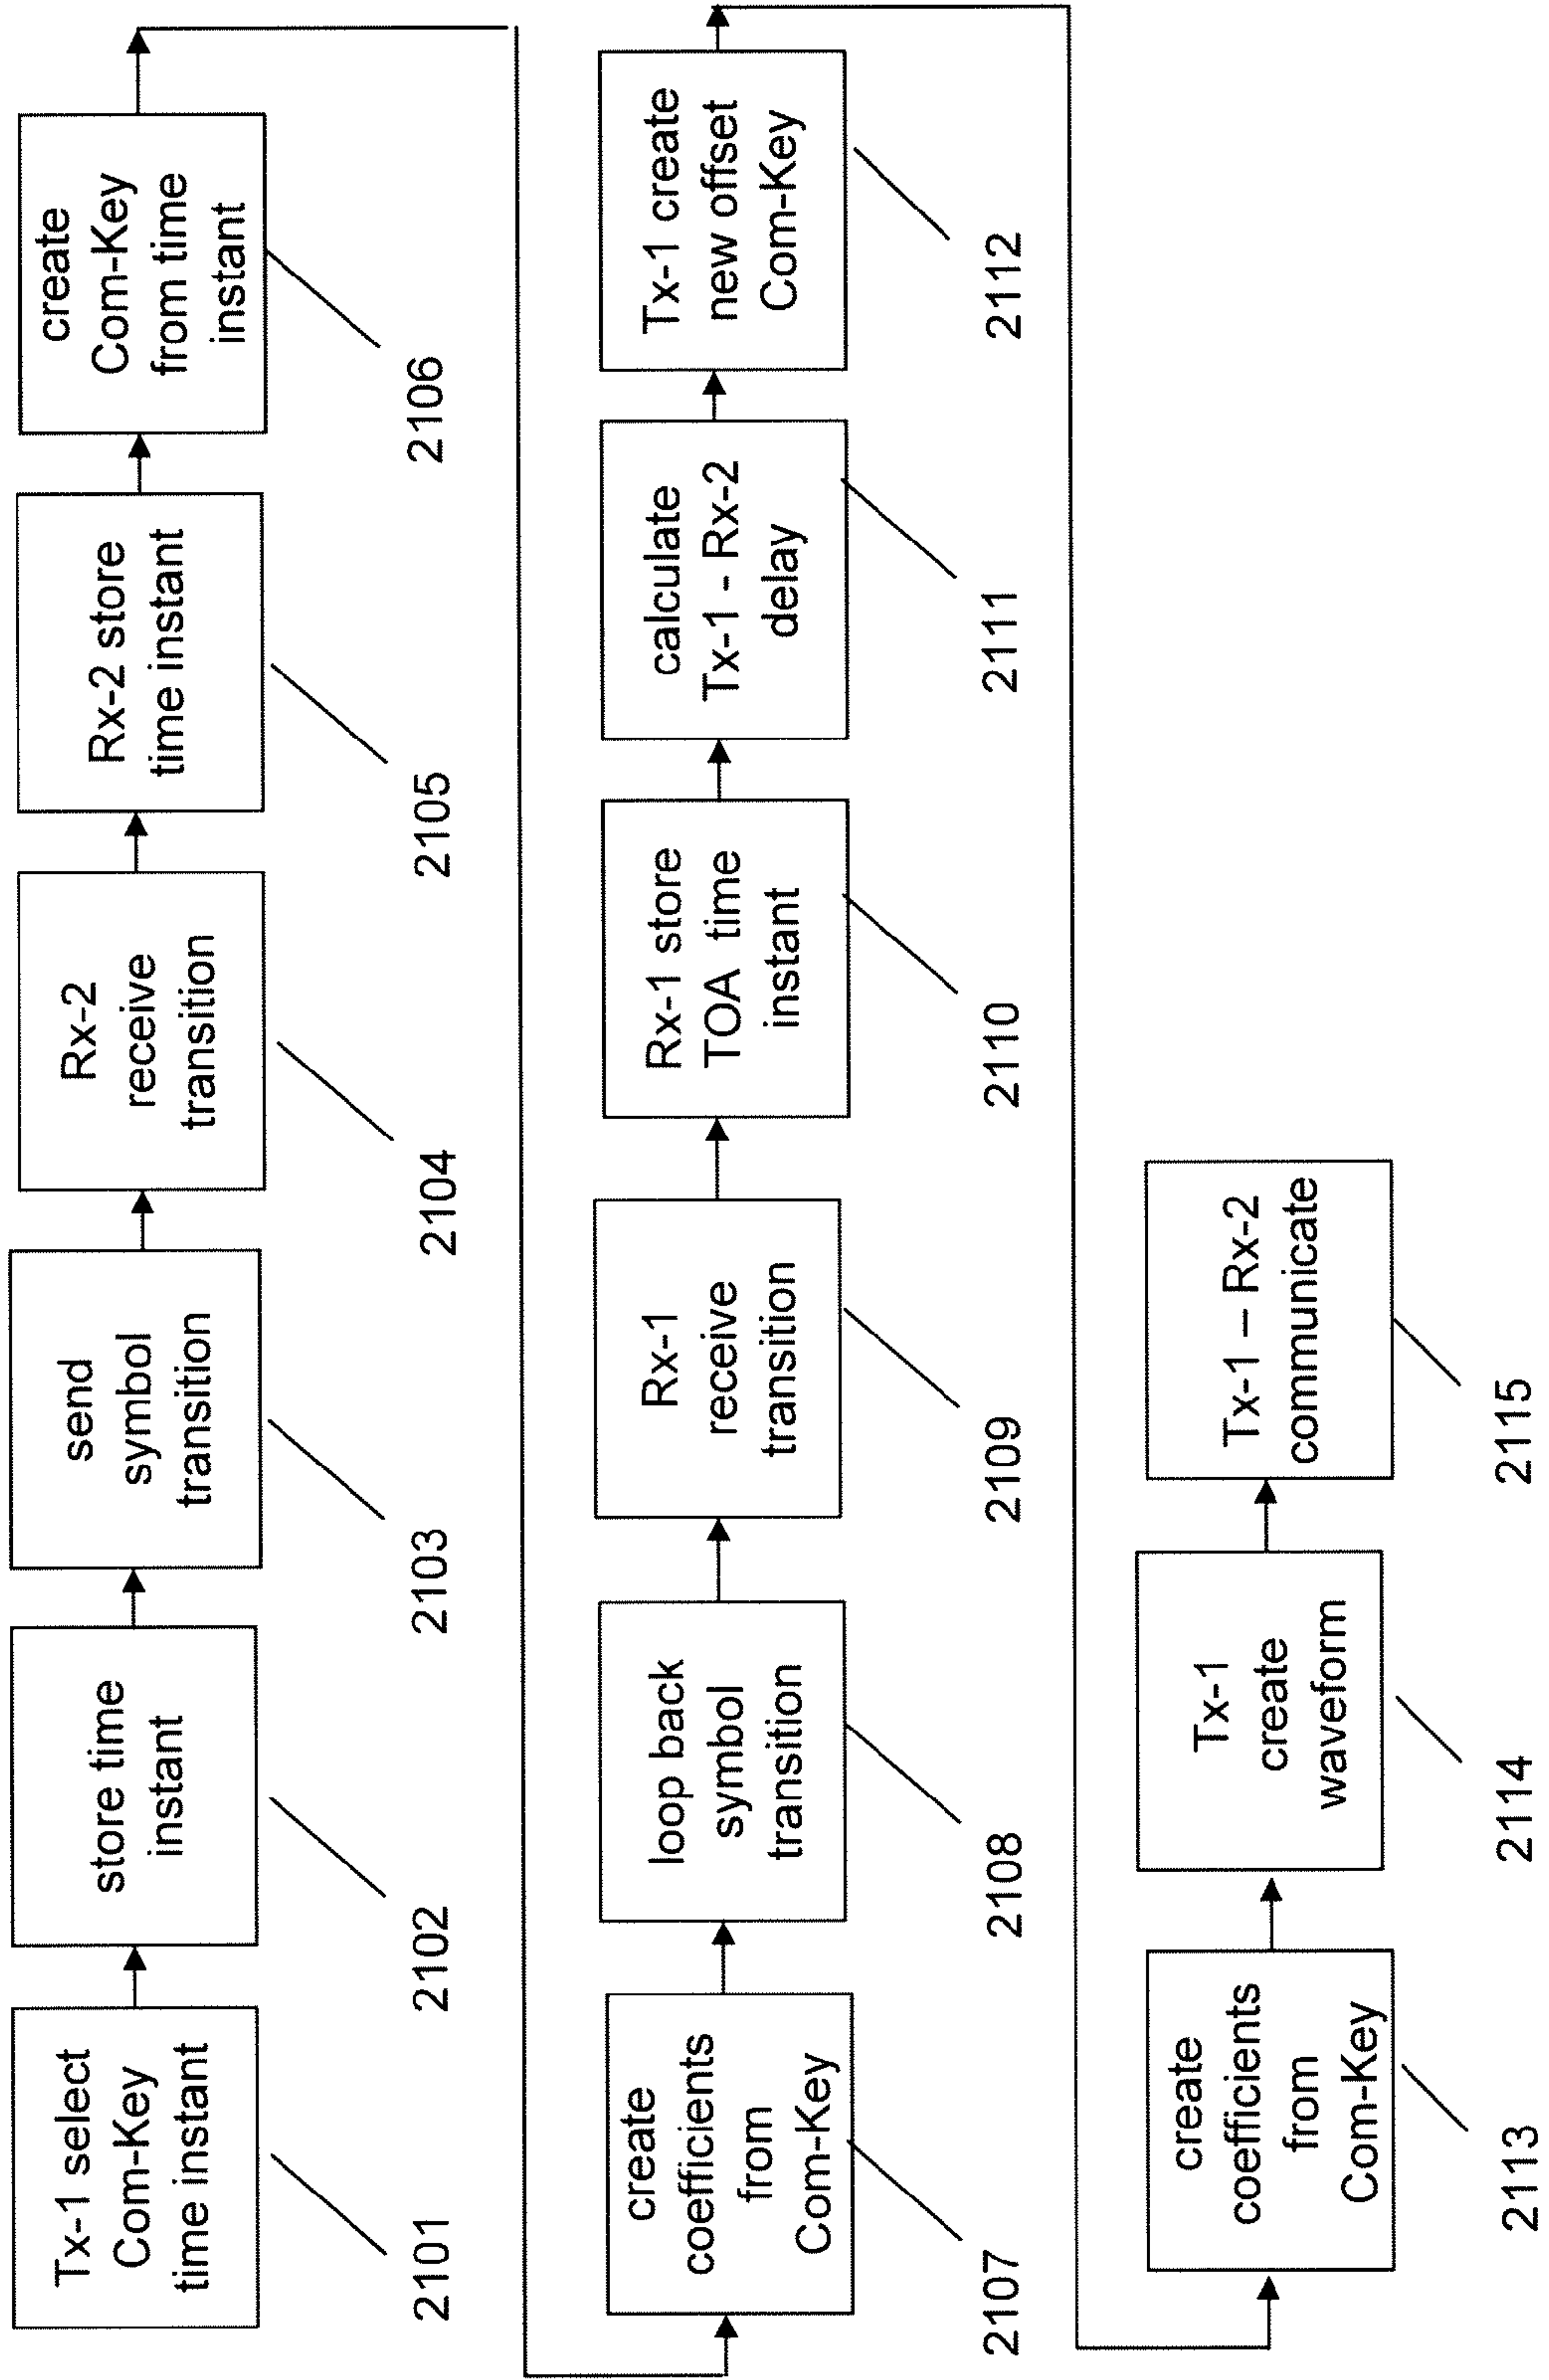 Tx-1 select
Com-Key
time instant
2101
store time
instant
2102
send
symbol
transition
2103
Rx-2
receive
transition
2104
Rx-2 store
time instant
2105
create
Com-Key
from time
instant
2106
create
coefficients
from
Com-Key
2107
loop back
symbol
transition
2108
Rx-1
receive
transition
2109
Rx-1 store
TOA time
instant
2110
calculate
Tx-1 - Rx-2
delay
2111
Tx-1 create
new offset
Com-Key
2112
create
coefficients
from
Com-Key
2113
Tx-1
create
waveform
2114
Tx-1 – Rx-2
communicate
2115